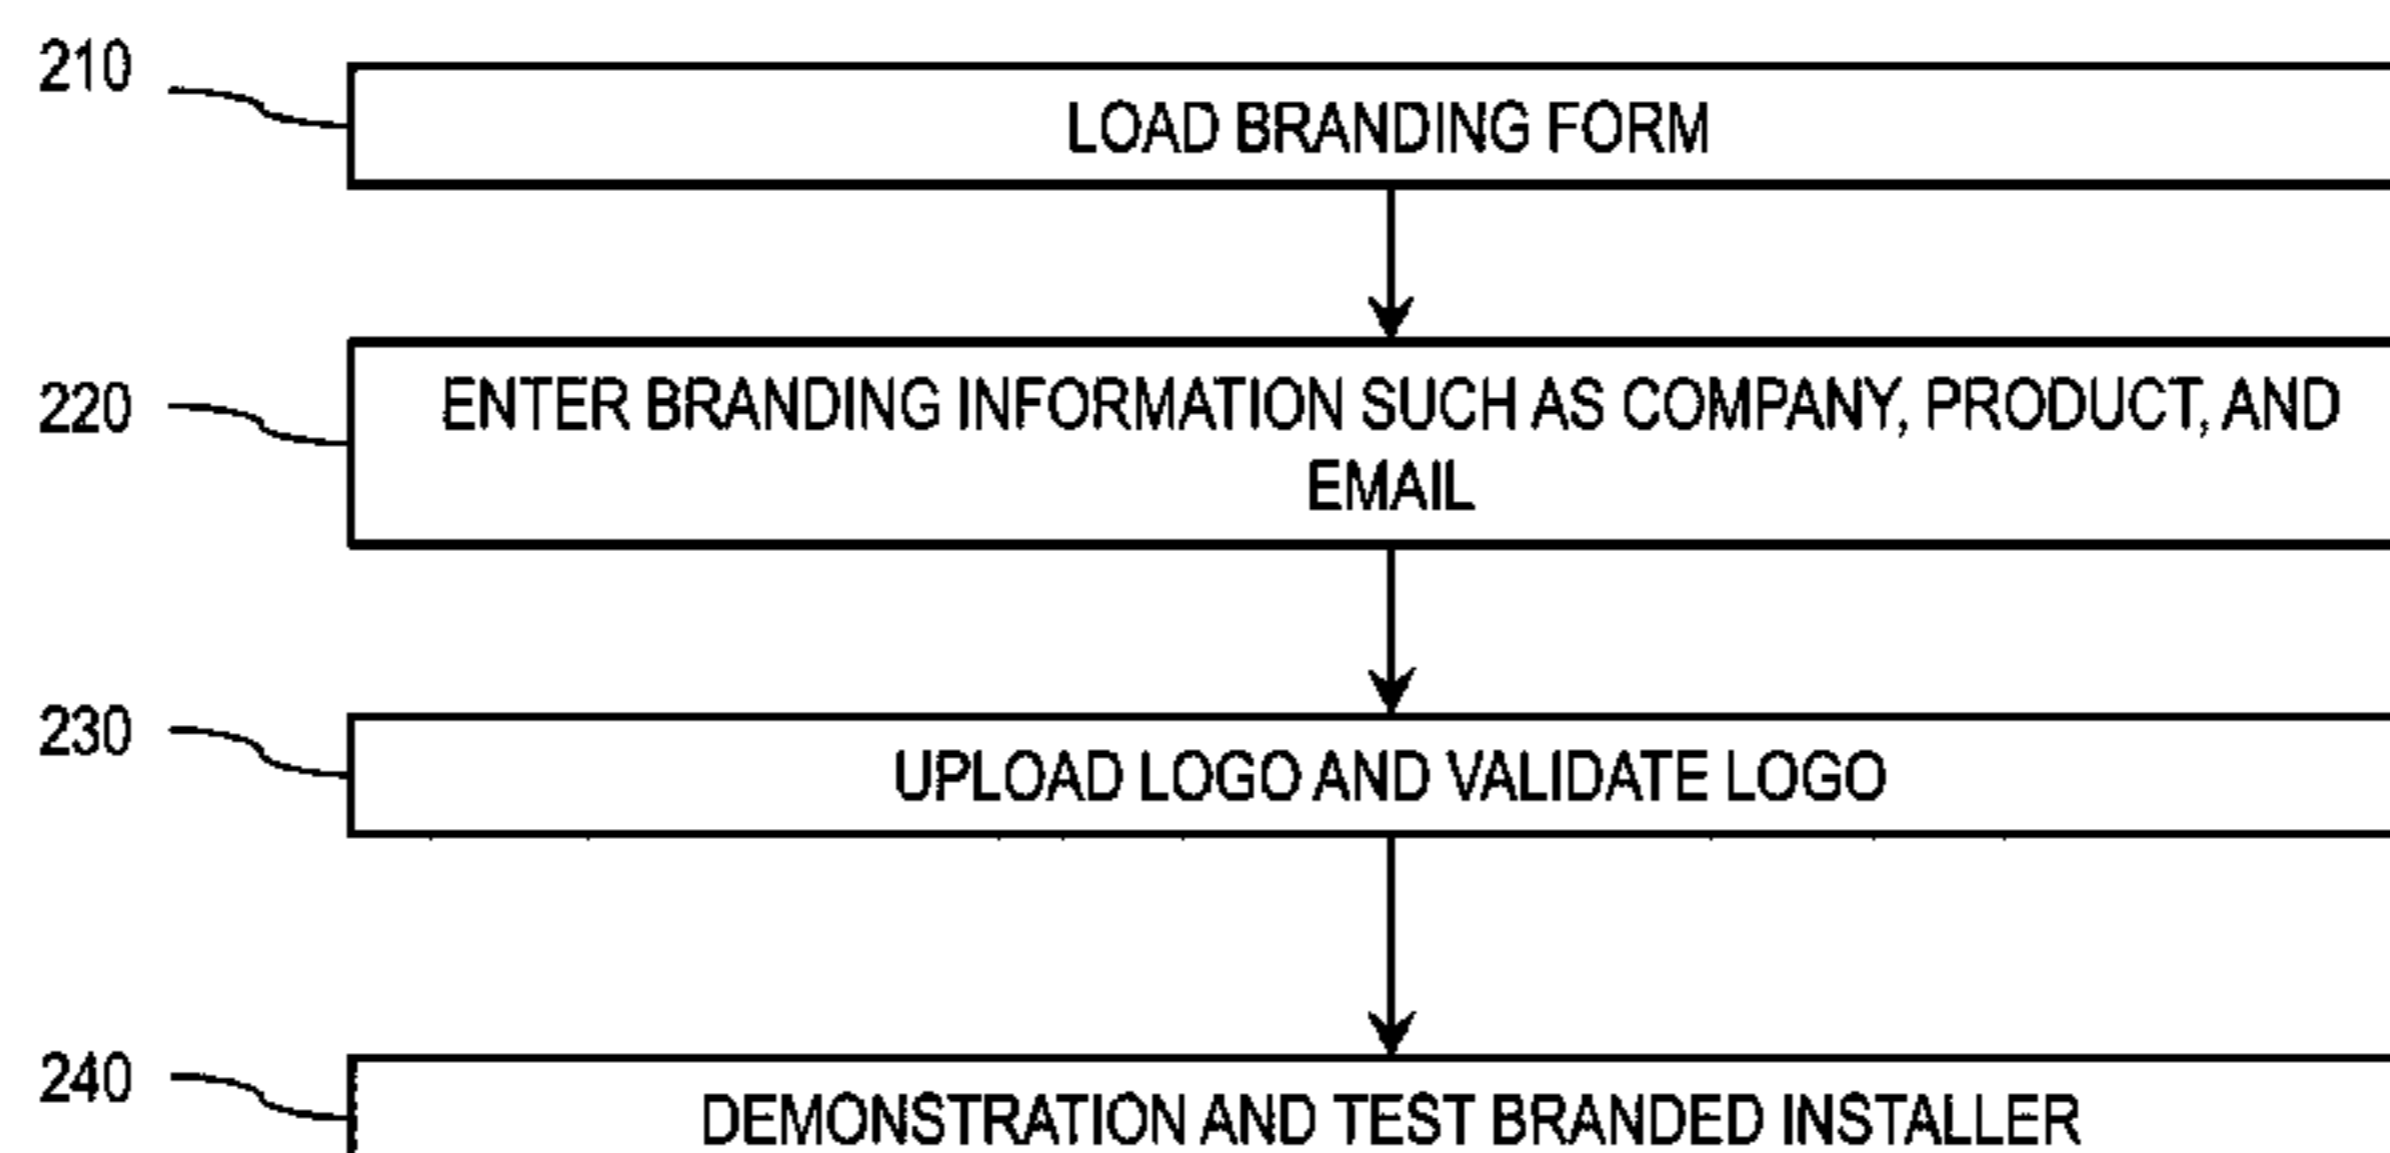 210
LOAD BRANDING FORM
220
ENTER BRANDING INFORMATION SUCH AS COMPANY, PRODUCT, AND
EMAIL
230
UPLOAD LOGO AND VALIDATE LOGO
240
DEMONSTRATION AND TEST BRANDED INSTALLER